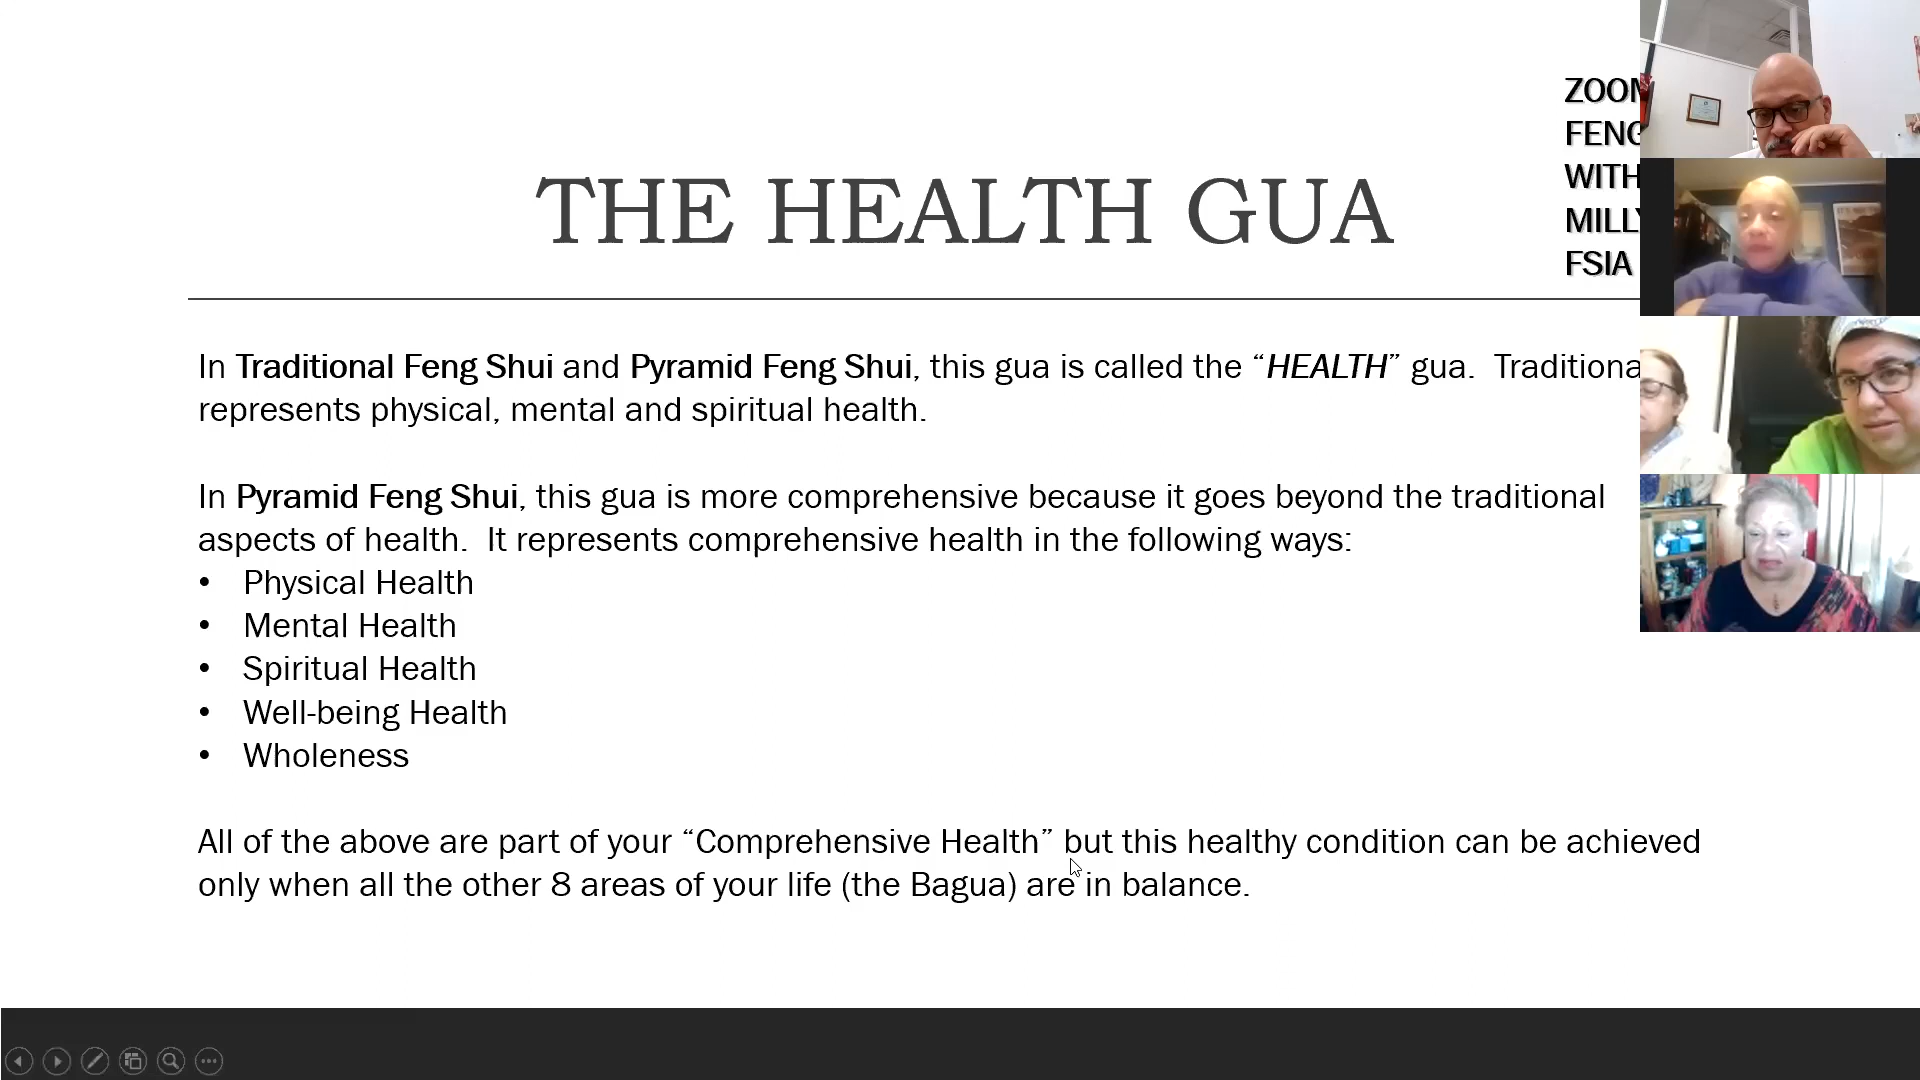 ZOOM
FENG
WITH
MILLY
FSIA
THE HEALTH GUA
In Traditional Feng Shui and Pyramid Feng Shui, this gua is called the “HEALTH” gua.  Traditiona
represents physical, mental and spiritual health.
In Pyramid Feng Shui, this gua is more comprehensive because it goes beyond the traditional
aspects of health.  It represents comprehensive health in the following ways:
• Physical Health
• Mental Health
• Spiritual Health
• Well-being Health
• Wholeness
All of the above are part of your “Comprehensive Health” but this healthy condition can be achieved
only when all the other 8 areas of your life (the Bagua) are in balance.